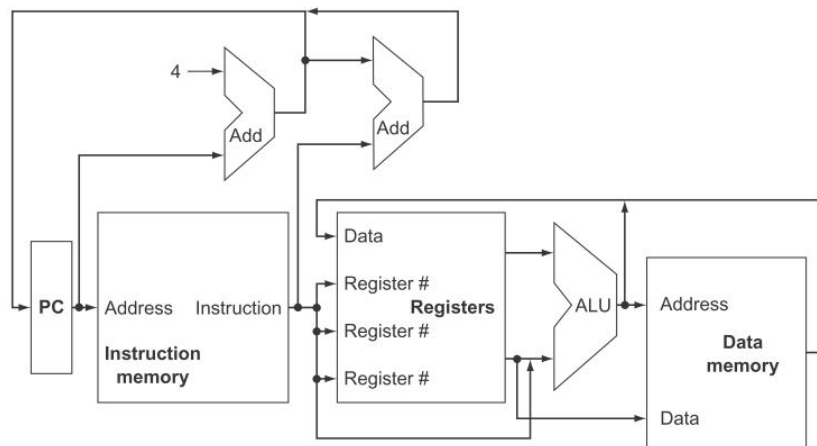 4
Add
Add
Data
PC
Address
Instruction
Register #
Registers
ALU
Address
Instruction
memory
Register #
Data
memory
Register #
Data